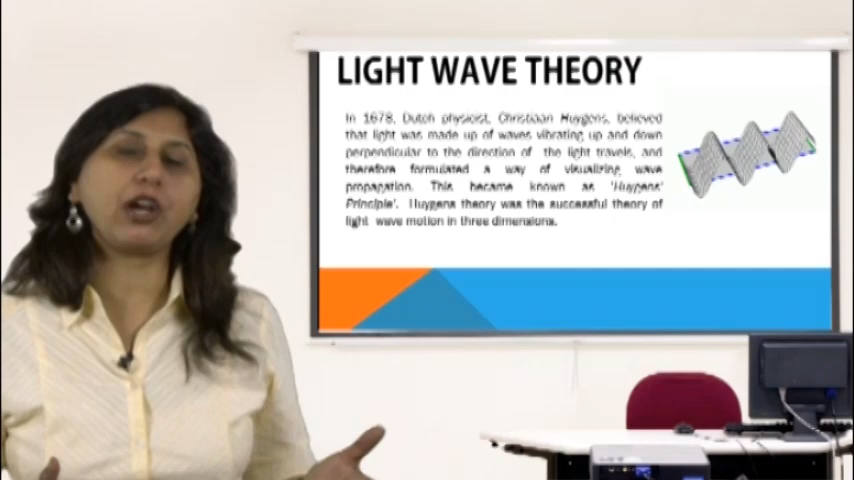 LIGHT WAVE THEORY
In 1678, Dutch physicist, Christiaan Huygens, believed
that light was made up of waves vibrating up and down
perpendicular to the direction of the light travels, and
therefore formulated a way of visualizing wave
propagation. This became known as 'Huygens'
Principle'. Huygens theory was the successful theory of
light wave motion in three dimensions.